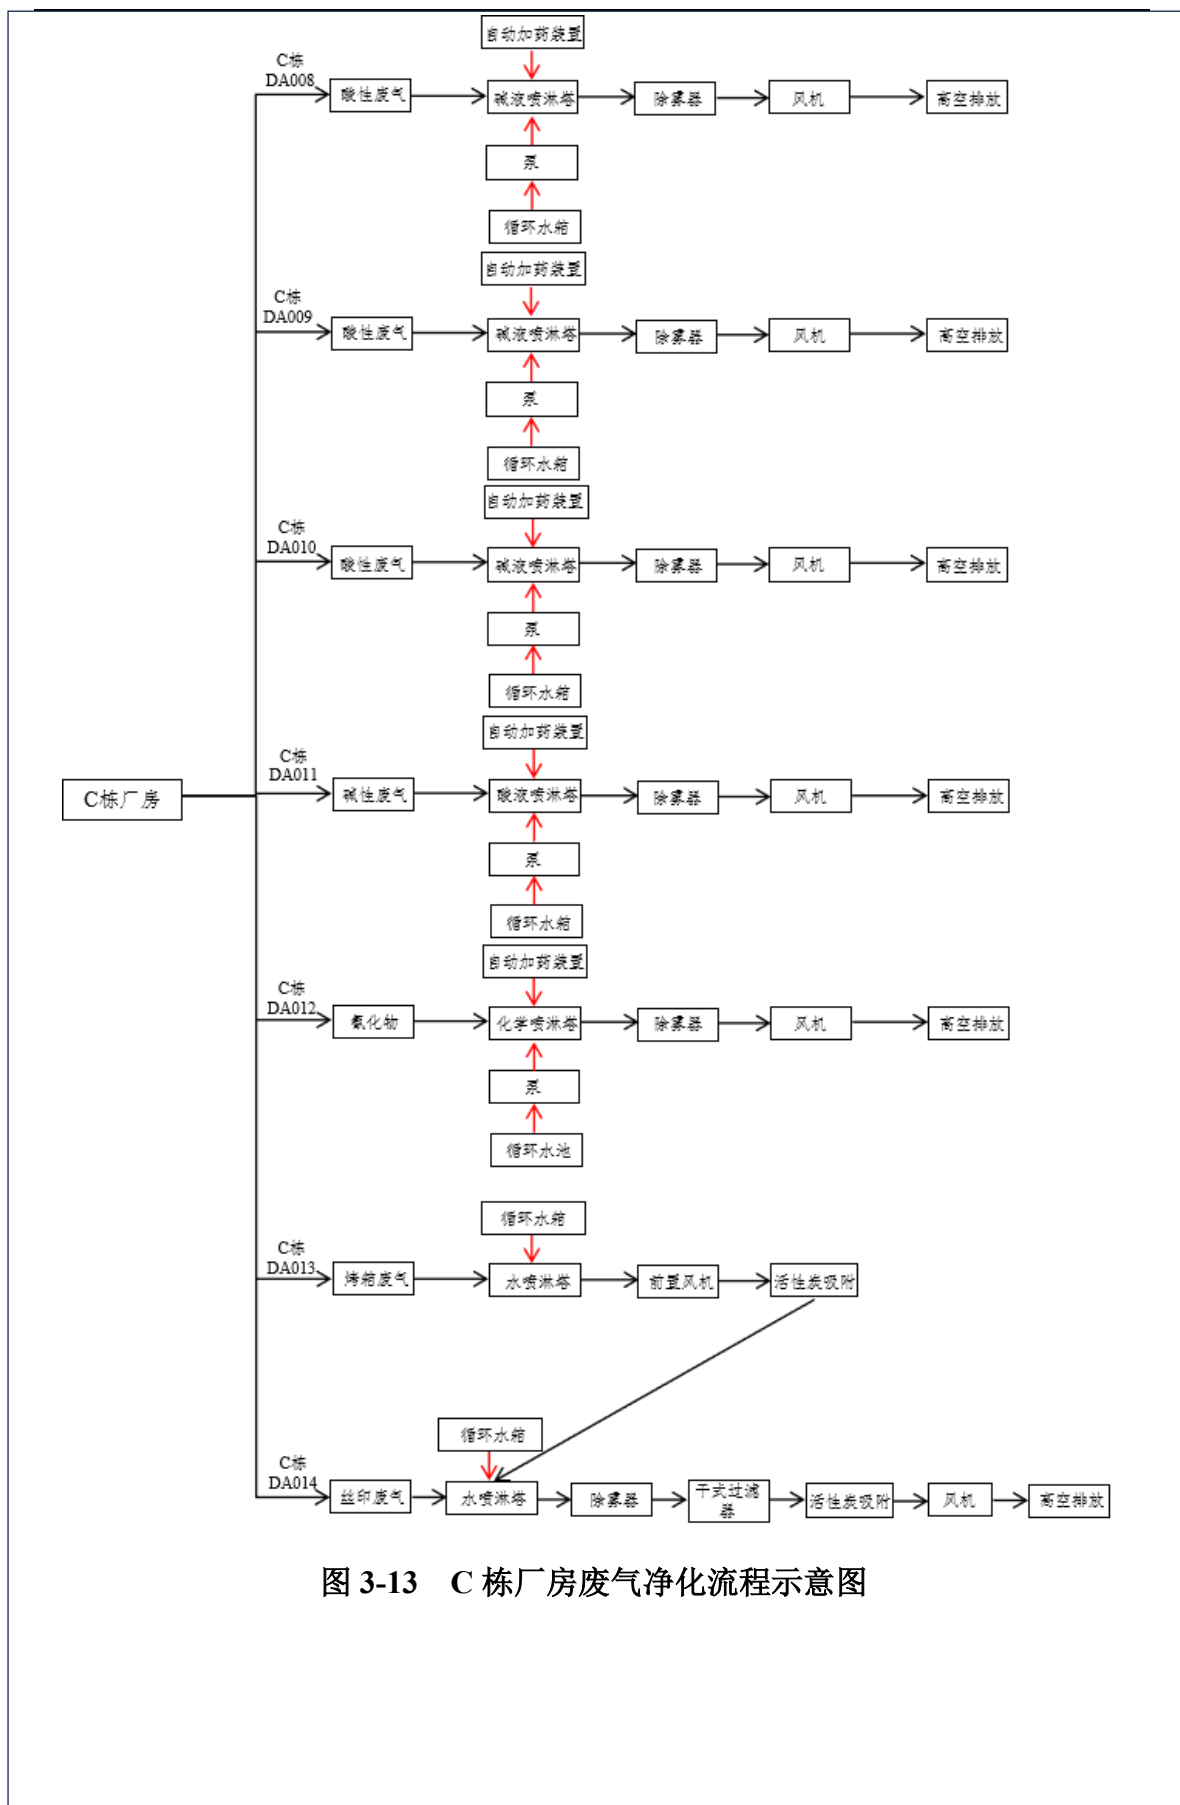 自动加药装置
C栋
DA008
酸性废气
碱液喷淋塔
除雾器
风机
高空排放
泵
循环水箱
自动加药装置
C栋
DA009
酸性废气
碱液喷淋塔
除雾器
风机
高空排放
泵
循环水箱
自动加药装置
C栋
DA010
酸性废气
碱液喷淋塔
除雾器
风机
高空排放
泵
循环水箱
自动加药装置
C栋
DA011
C栋厂房
碱性废气
酸液喷淋塔
除雾器
风机
高空排放
泵
循环水箱
自动加药装置
C栋
DA012
氰化物
化学喷淋塔
除雾器
风机
高空排放
泵
循环水池
循环水箱
C栋
DA013
烤箱废气
水喷淋塔
前置风机
活性炭吸附
循环水箱
C栋
DA014
丝印废气
水喷淋塔
除雾器
干式过滤
器
活性炭吸附
风机
高空排放
图 3-13 C 栋厂房废气净化流程示意图